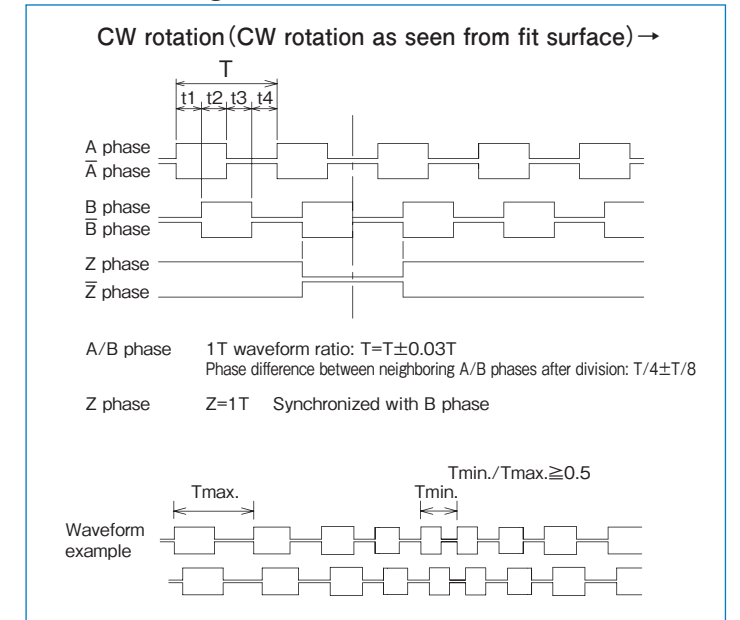 CW rotation(CW rotation as seen from fit surface)→
T
t1 t2 t3 t4
A phase
A̅ phase
B phase
B̅ phase
Z phase
Z̅ phase
A/B phase 1T waveform ratio: T=T±0.03T
Phase difference between neighboring A/B phases after division: T/4±T/8
Z phase Z=1T Synchronized with B phase
Tmin./Tmax.≧0.5
Tmax. Tmin.
Waveform
example